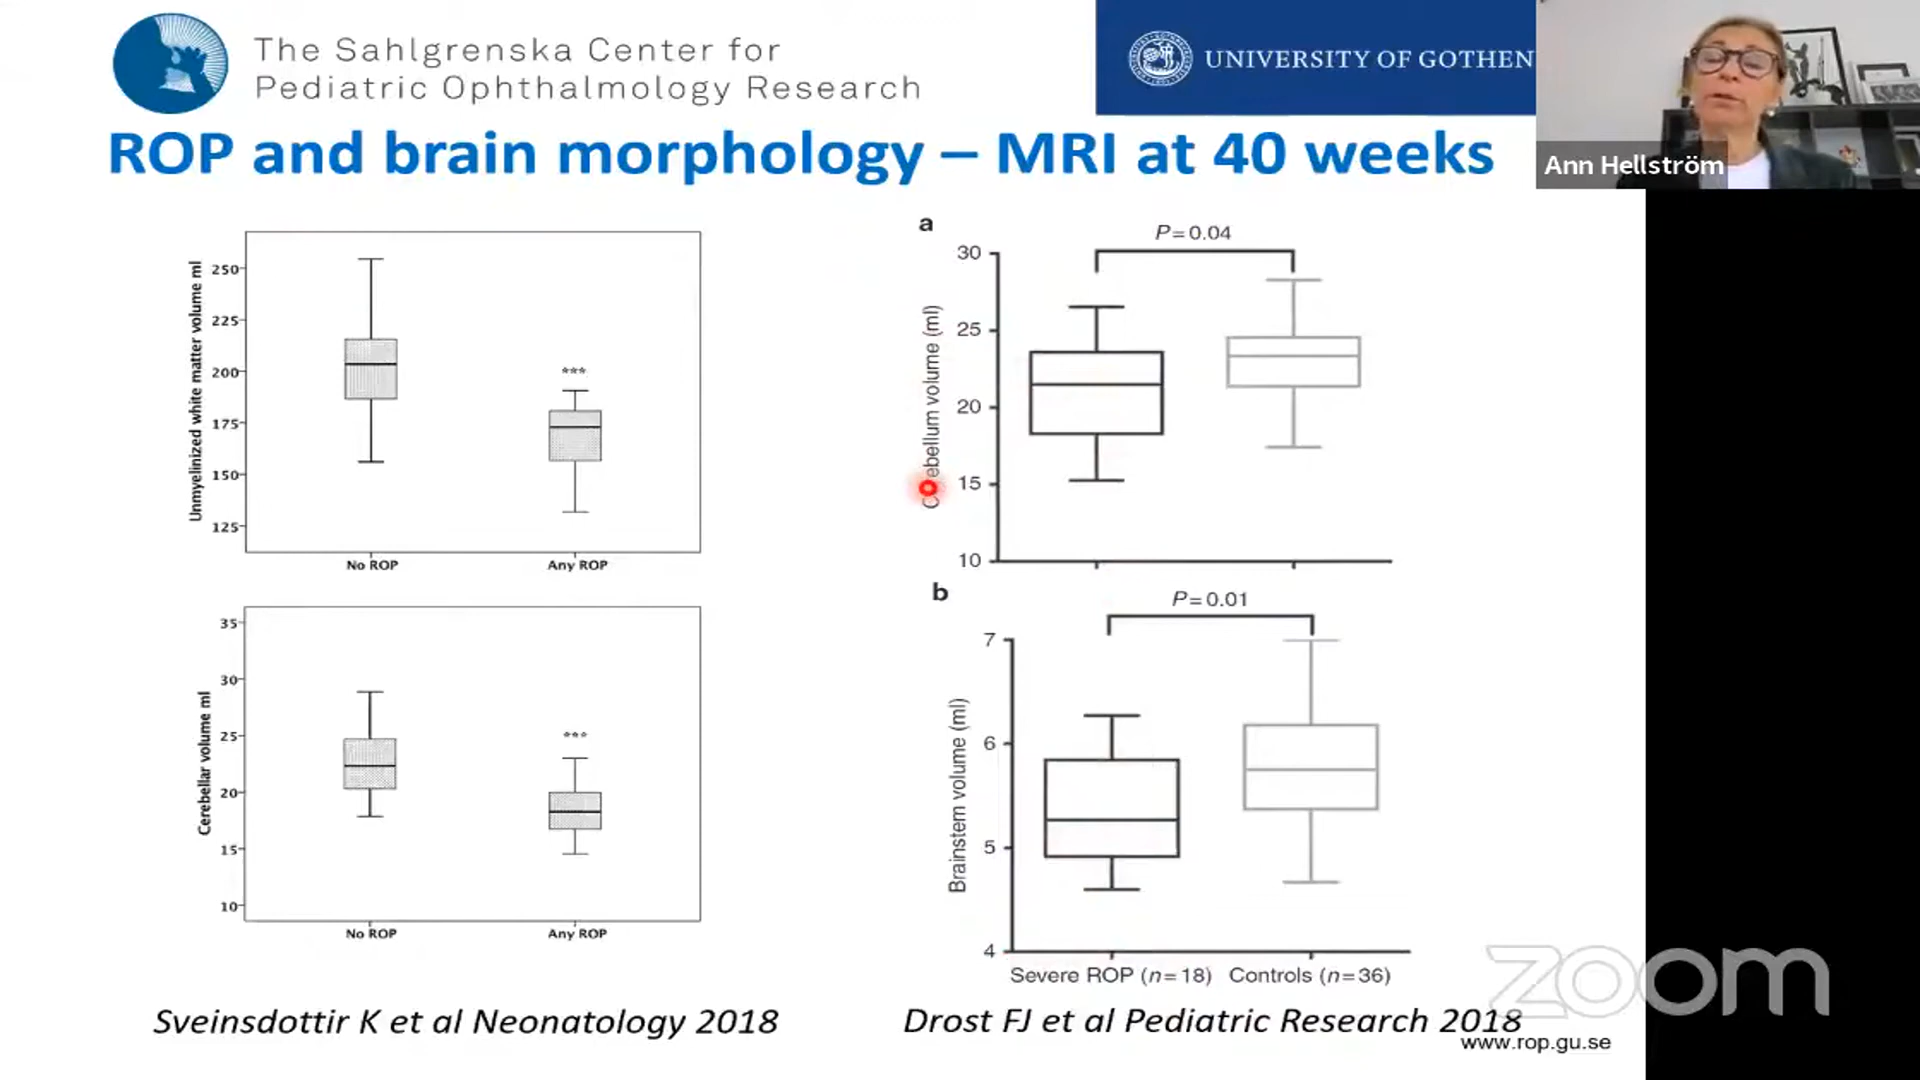 The Sahlgrenska Center for
Pediatric Ophthalmology Research
UNIVERSITY OF GOTHEN
Ann Hellström
ROP and brain morphology – MRI at 40 weeks
Unmyelinized white matter volume ml
250
225
200
175
150
125
***
No ROP
Any ROP
Cerebellar volume ml
35
30
25
20
15
10
***
No ROP
Any ROP
Sveinsdottir K et al Neonatology 2018
a
P=0.04
Cerebellum volume (ml)
30
25
20
15
10
b
P=0.01
Brainstem volume (ml)
7
6
5
4
Severe ROP (n=18)
Controls (n=36)
Drost FJ et al Pediatric Research 2018
www.rop.gu.se
zoom